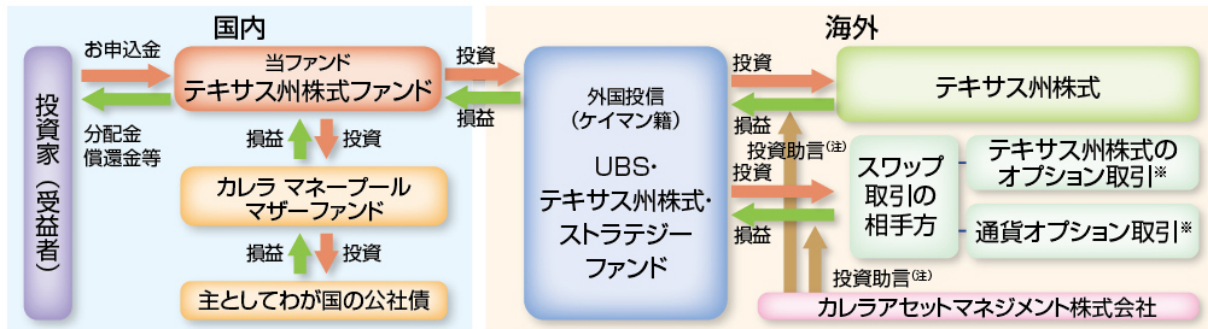 国内
海外
投資家（受益者）
お申込金
分配金
償還金等
当ファンド
テキサス州株式ファンド
損益
投資
カレラ マネープール
マザーファンド
損益
投資
主としてわが国の公社債
投資
損益
外国投信
（ケイマン籍）
UBS・
テキサス州株式・
ストラテジー
ファンド
投資
損益
テキサス州株式
投資助言(注)
投資
損益
スワップ
取引の
相手方
テキサス州株式の
オプション取引※
通貨オプション取引※
投資助言(注)
カレラアセットマネジメント株式会社